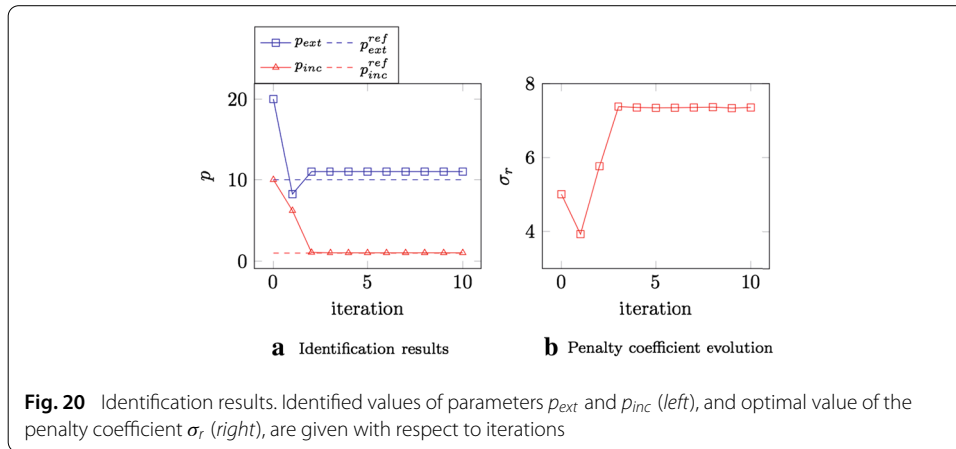 p_ext p_ext^ref
p_inc p_inc^ref
20
10
0
p
0 5 10
iteration
a Identification results
8
6
4
σ_r
0 5 10
iteration
b Penalty coefficient evolution
Fig. 20 Identification results. Identified values of parameters p_ext and p_inc (left), and optimal value of the
penalty coefficient σ_r (right), are given with respect to iterations